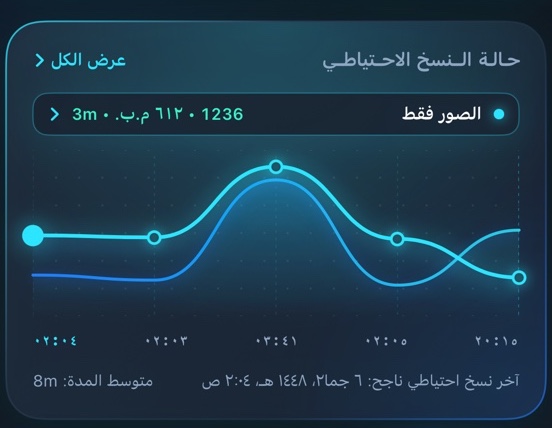 حالة النسخ الاحتياطي
عرض الكل
الصور فقط
1236 • ٦١٢ م.ب. • 3m
٢٠:١٥ ٠٢:٠٥ ٠٣:٤١ ٠٢:٠٣ ٠٢:٠٤
آخر نسخ احتياطي ناجح: ٦ جما٢، ١٤٤٨ هـ، ٢:٠٤ ص
متوسط المدة: 8m